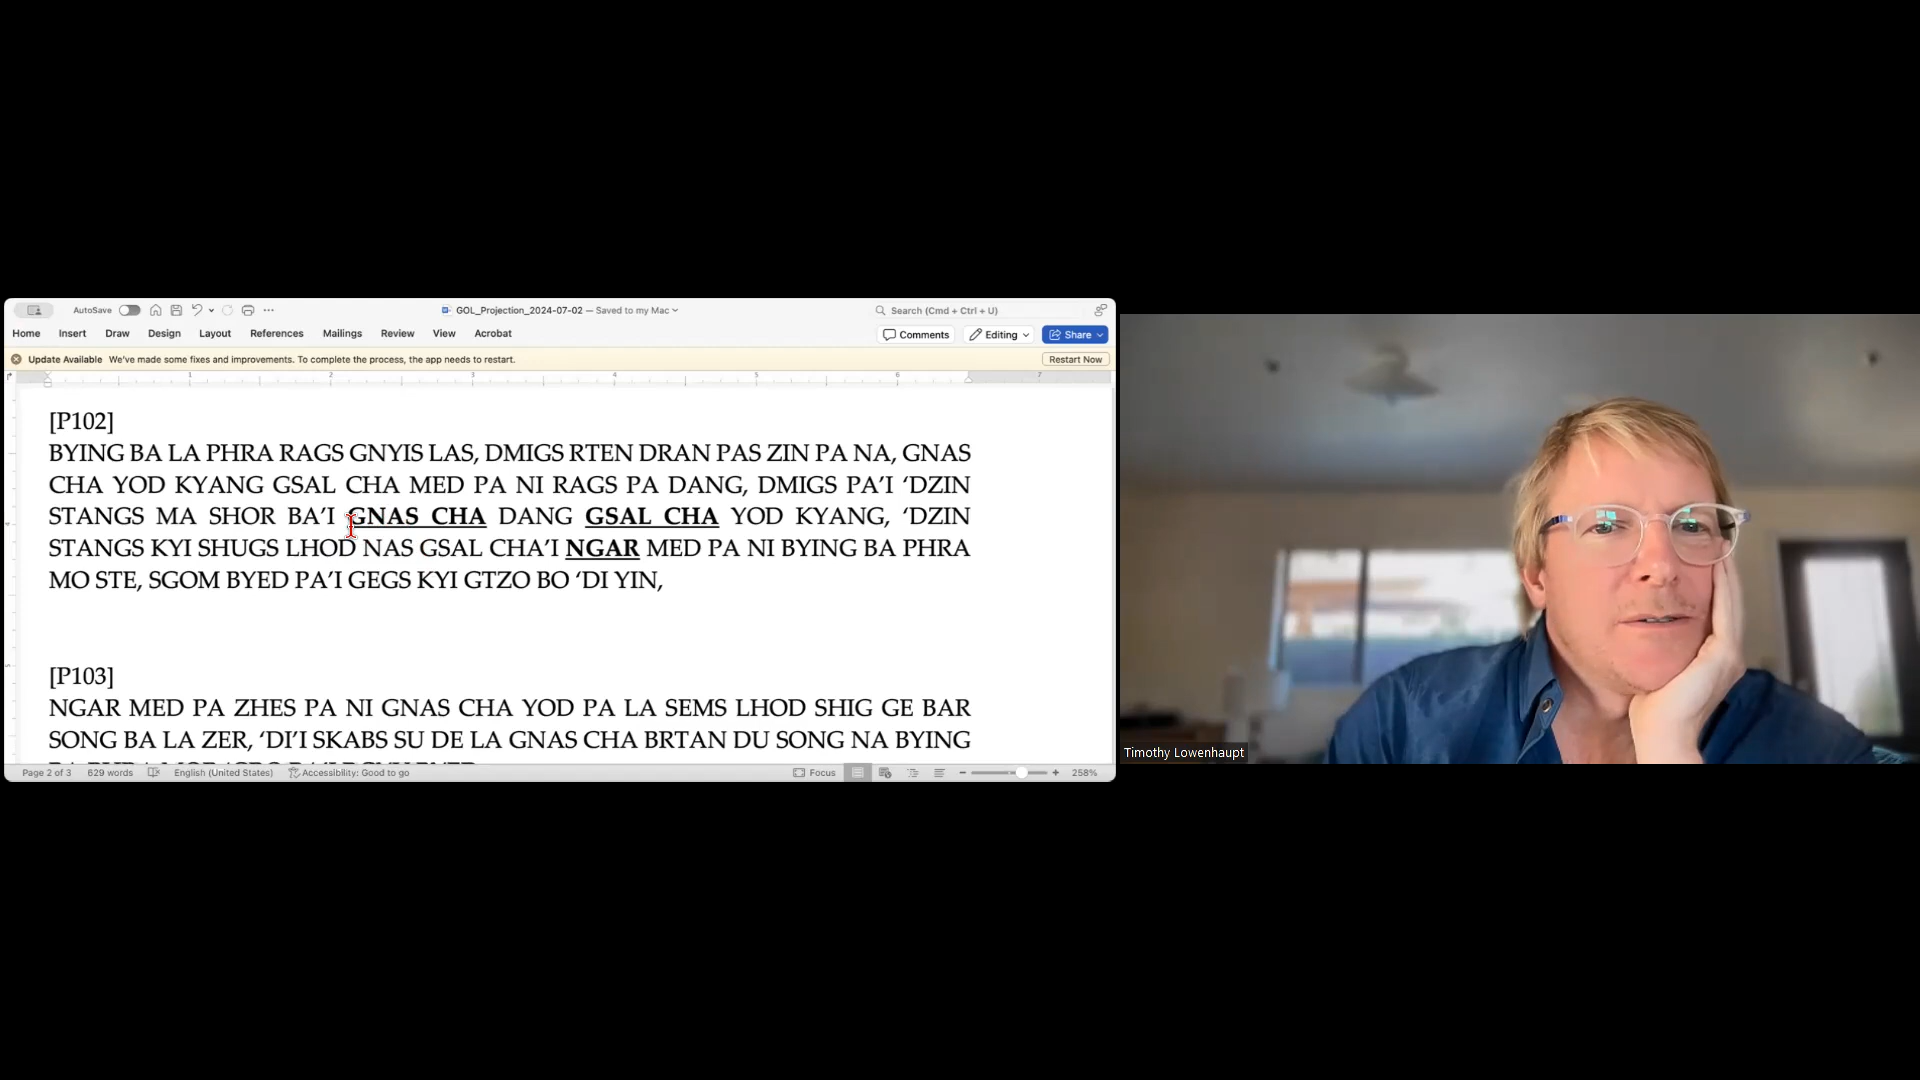 AutoSave
GOL_Projection_2024-07-02 — Saved to my Mac
Search (Cmd + Ctrl + U)
Home Insert Draw Design Layout References Mailings Review View Acrobat
Comments Editing Share
Update Available We've made some fixes and improvements. To complete the process, the app needs to restart.
Restart Now
1 2 3 4 5 6 7
[P102]
BYING BA LA PHRA RAGS GNYIS LAS, DMIGS RTEN DRAN PAS ZIN PA NA, GNAS
CHA YOD KYANG GSAL CHA MED PA NI RAGS PA DANG, DMIGS PA’I ‘DZIN
STANGS MA SHOR BA’I GNAS CHA DANG GSAL CHA YOD KYANG, ‘DZIN
STANGS KYI SHUGS LHOD NAS GSAL CHA’I NGAR MED PA NI BYING BA PHRA
MO STE, SGOM BYED PA’I GEGS KYI GTZO BO ‘DI YIN,
[P103]
NGAR MED PA ZHES PA NI GNAS CHA YOD PA LA SEMS LHOD SHIG GE BAR
SONG BA LA ZER, ‘DI’I SKABS SU DE LA GNAS CHA BRTAN DU SONG NA BYING
Page 2 of 3 629 words English (United States) Accessibility: Good to go
Focus
258%
Timothy Lowenhaupt